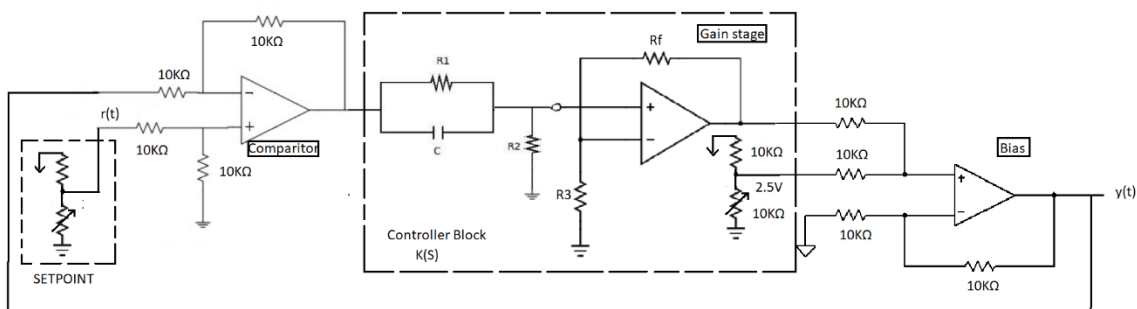 10KΩ
Gain stage
Rf
10KΩ
R1
r(t)
10KΩ
Comparitor
10KΩ
C
R2
10KΩ
10KΩ
10KΩ
Bias
R3
2.5V
10KΩ
y(t)
10KΩ
Controller Block
K(S)
SETPOINT
10KΩ
+
-
+
-
+
-